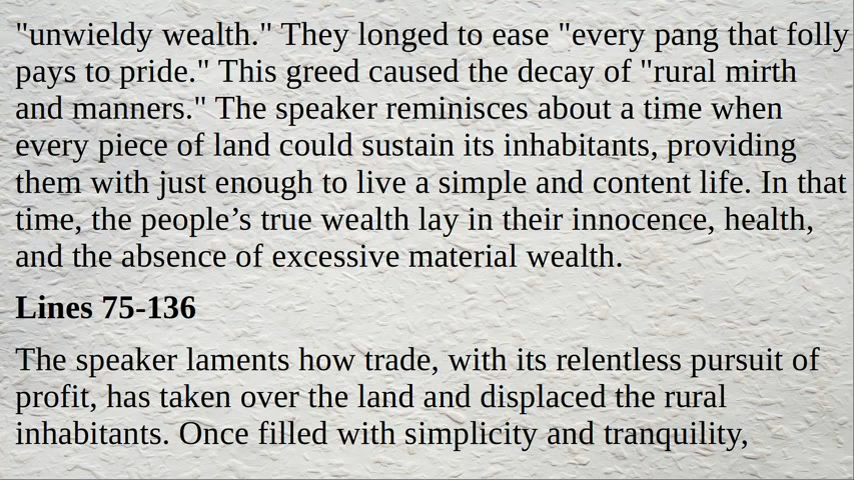 "unwieldy wealth." They longed to ease "every pang that folly
pays to pride." This greed caused the decay of "rural mirth
and manners." The speaker reminisces about a time when
every piece of land could sustain its inhabitants, providing
them with just enough to live a simple and content life. In that
time, the people’s true wealth lay in their innocence, health,
and the absence of excessive material wealth.
Lines 75-136
The speaker laments how trade, with its relentless pursuit of
profit, has taken over the land and displaced the rural
inhabitants. Once filled with simplicity and tranquility,